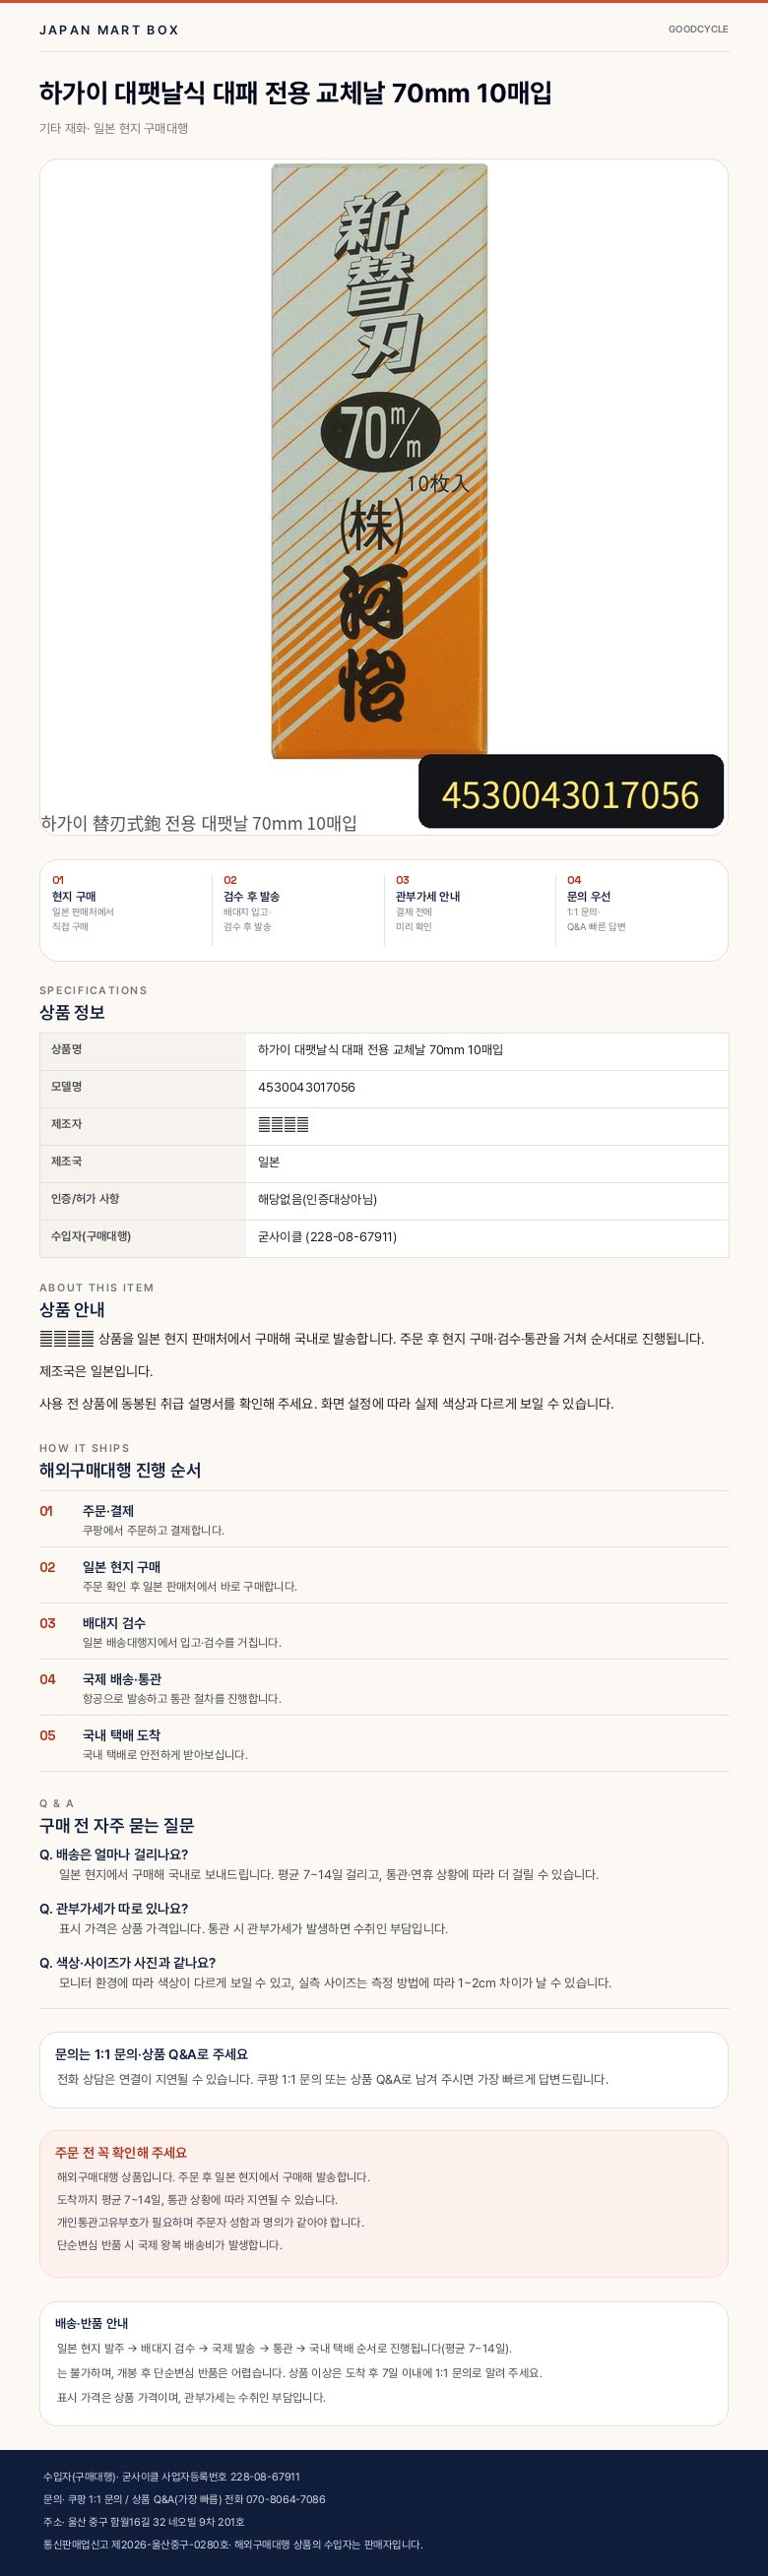 JAPAN MART BOX
GOODCYCLE
하가이 대팻날식 대패 전용 교체날 70mm 10매입
기타 재화· 일본 현지 구매대행
新替刃
70m/m
10枚入
(株)
河怡
하가이 替刃式鉋 전용 대팻날 70mm 10매입
4530043017056
01
현지 구매
일본 판매처에서
직접 구매
02
검수 후 발송
배대지 입고·
검수 후 발송
03
관부가세 안내
결제 전에
미리 확인
04
문의 우선
1:1 문의·
Q&A 빠른 답변
SPECIFICATIONS
상품 정보
상품명 하가이 대팻날식 대패 전용 교체날 70mm 10매입
모델명 4530043017056
제조자
제조국 일본
인증/허가 사항 해당없음(인증대상아님)
수입자(구매대행) 굳사이클 (228-08-67911)
ABOUT THIS ITEM
상품 안내
상품을 일본 현지 판매처에서 구매해 국내로 발송합니다. 주문 후 현지 구매·검수·통관을 거쳐 순서대로 진행됩니다.
제조국은 일본입니다.
사용 전 상품에 동봉된 취급 설명서를 확인해 주세요. 화면 설정에 따라 실제 색상과 다르게 보일 수 있습니다.
HOW IT SHIPS
해외구매대행 진행 순서
01 주문·결제
쿠팡에서 주문하고 결제합니다.
02 일본 현지 구매
주문 확인 후 일본 판매처에서 바로 구매합니다.
03 배대지 검수
일본 배송대행지에서 입고·검수를 거칩니다.
04 국제 배송·통관
항공으로 발송하고 통관 절차를 진행합니다.
05 국내 택배 도착
국내 택배로 안전하게 받아보십니다.
Q & A
구매 전 자주 묻는 질문
Q. 배송은 얼마나 걸리나요?
일본 현지에서 구매해 국내로 보내드립니다. 평균 7~14일 걸리고, 통관·연휴 상황에 따라 더 걸릴 수 있습니다.
Q. 관부가세가 따로 있나요?
표시 가격은 상품 가격입니다. 통관 시 관부가세가 발생하면 수취인 부담입니다.
Q. 색상·사이즈가 사진과 같나요?
모니터 환경에 따라 색상이 다르게 보일 수 있고, 실측 사이즈는 측정 방법에 따라 1~2cm 차이가 날 수 있습니다.
문의는 1:1 문의·상품 Q&A로 주세요
전화 상담은 연결이 지연될 수 있습니다. 쿠팡 1:1 문의 또는 상품 Q&A로 남겨 주시면 가장 빠르게 답변드립니다.
주문 전 꼭 확인해 주세요
해외구매대행 상품입니다. 주문 후 일본 현지에서 구매해 발송합니다.
도착까지 평균 7~14일, 통관 상황에 따라 지연될 수 있습니다.
개인통관고유부호가 필요하며 주문자 성함과 명의가 같아야 합니다.
단순변심 반품 시 국제 왕복 배송비가 발생합니다.
배송·반품 안내
일본 현지 발주 → 배대지 검수 → 국제 발송 → 통관 → 국내 택배 순서로 진행됩니다(평균 7~14일).
는 불가하며, 개봉 후 단순변심 반품은 어렵습니다. 상품 이상은 도착 후 7일 이내에 1:1 문의로 알려 주세요.
표시 가격은 상품 가격이며, 관부가세는 수취인 부담입니다.
수입자(구매대행)· 굳사이클 사업자등록번호 228-08-67911
문의· 쿠팡 1:1 문의 / 상품 Q&A(가장 빠름) 전화 070-8064-7086
주소· 울산 중구 함월16길 32 네오빌 9차 201호
통신판매업신고 제2026-울산중구-0280호· 해외구매대행 상품의 수입자는 판매자입니다.